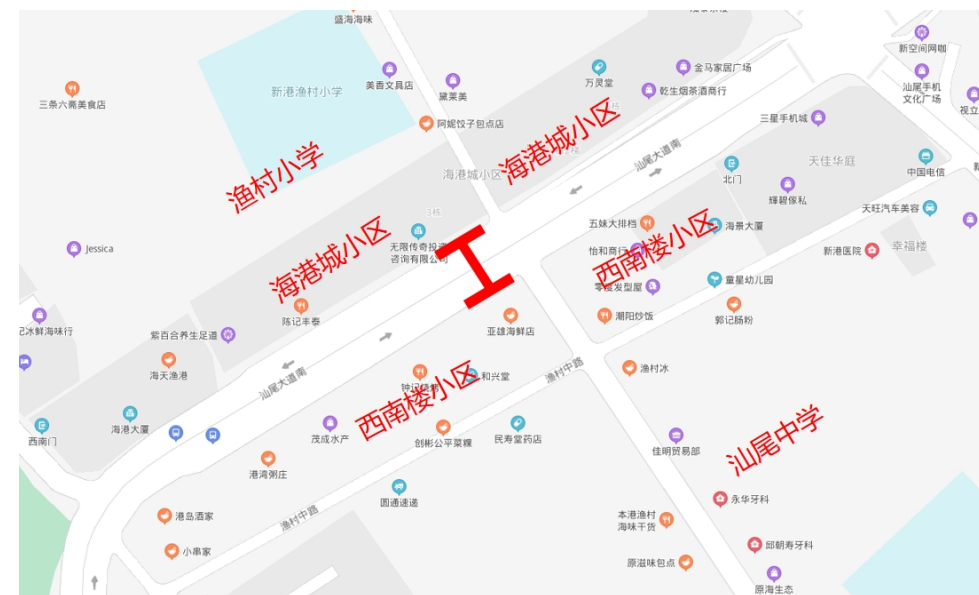 盛海海味
新空间网咖
美香文具店
黛莱美
万灵堂
金马家居广场
乾生烟茶酒商行
汕尾手机
文化广场
三条六斋美食店
新港渔村小学
阿妮饺子包点店
三星手机城
海港城小区
渔村小学
汕尾大道南
北门
天佳华庭
中国电信
海港城小区
輝碧傢私
3栋
天旺汽车美容
Jessica
海港城小区
无限传奇投资
咨询有限公司
五妹大排档
海景大厦
西南楼小区
怡和商行
新港医院
幸福楼
零度发型屋
童星幼儿园
陈记丰泰
潮阳炒饭
郭记肠粉
紫百合养生足道
亚雄海鲜店
海天渔港
汕尾大道南
和兴堂
渔村中路
渔村冰
西南楼小区
海港大厦
西南门
茂成水产
创彬公平菜粿
民寿堂药店
佳明贸易部
汕尾中学
港湾粥庄
圆通速递
永华牙科
港岛酒家
渔村中路
本港渔村
海味干货
小串家
邱朝寿牙科
原滋味包点
原海生态